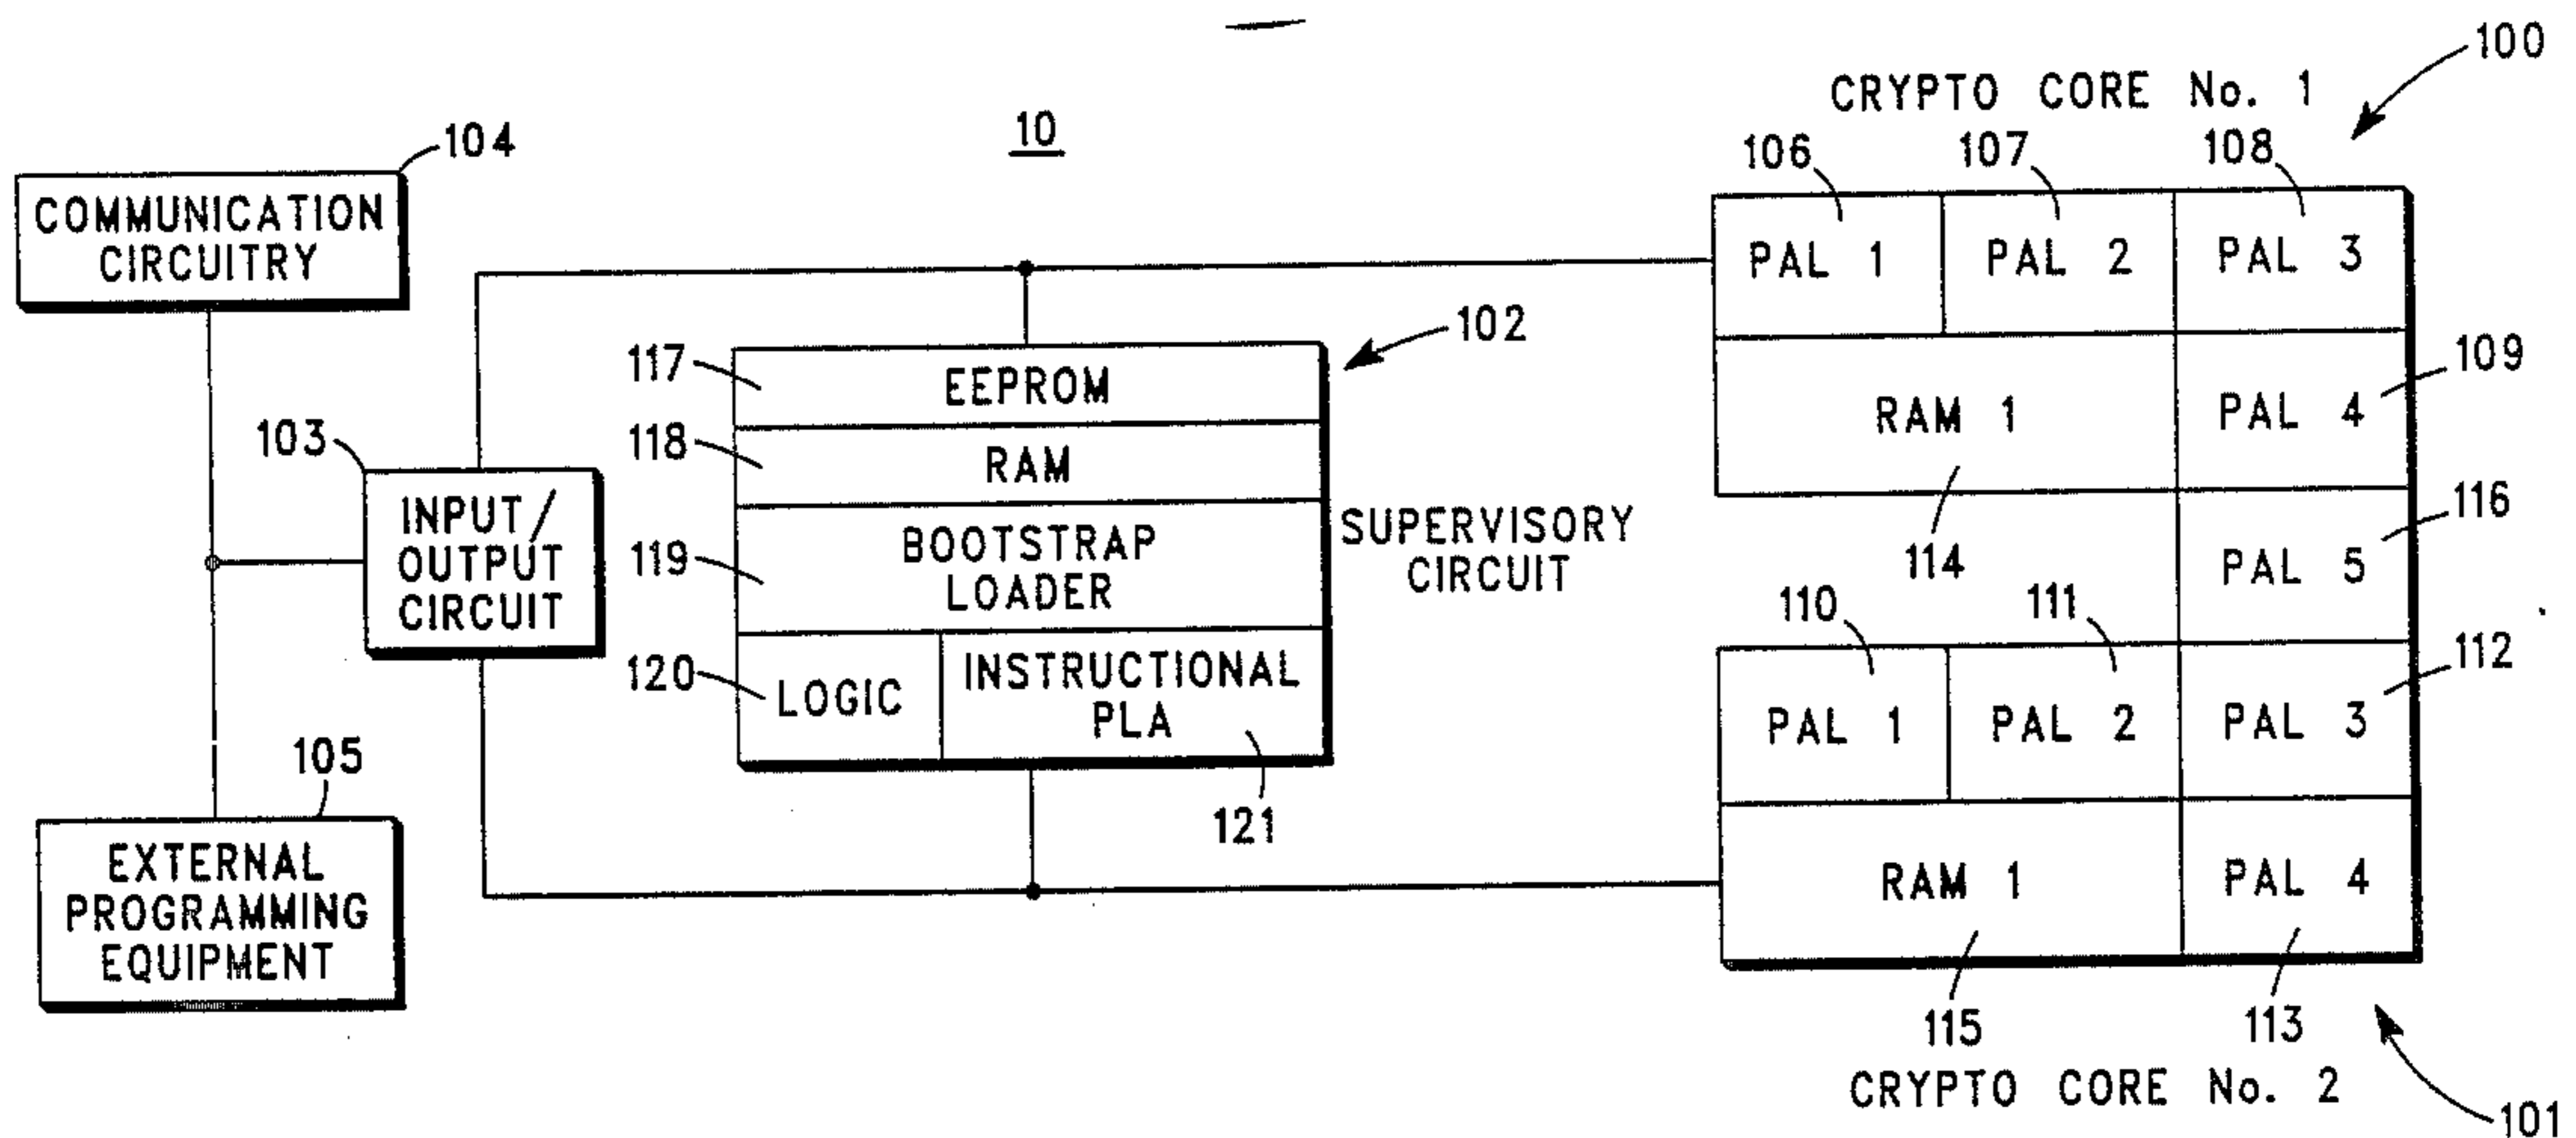 10
100
CRYPTO CORE No. 1
104
106
107
108
COMMUNICATION
CIRCUITRY
PAL 1
PAL 2
PAL 3
102
117
EEPROM
109
RAM 1
PAL 4
103
118
RAM
114
116
INPUT/
OUTPUT
CIRCUIT
119
BOOTSTRAP
LOADER
SUPERVISORY
CIRCUIT
PAL 5
110
111
112
120
LOGIC
INSTRUCTIONAL
PLA
PAL 1
PAL 2
PAL 3
105
121
EXTERNAL
PROGRAMMING
EQUIPMENT
RAM 1
PAL 4
115
113
CRYPTO CORE No. 2
101